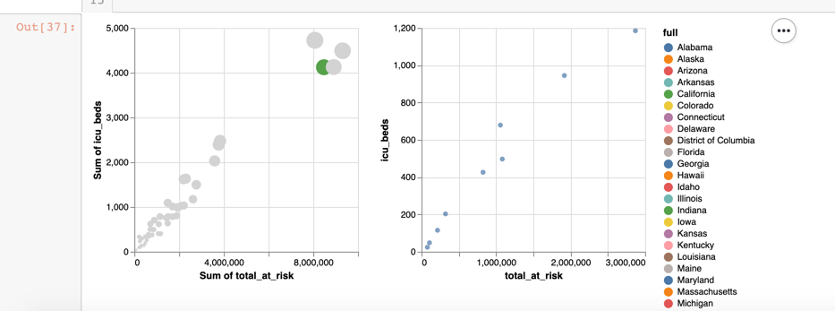 15
Out[37]:
5,000
4,000
3,000
2,000
1,000
0
0
4,000,000
8,000,000
Sum of icu_beds
Sum of total_at_risk
1,200
1,000
800
600
400
200
0
0
1,000,000
2,000,000
3,000,000
icu_beds
total_at_risk
full
Alabama
Alaska
Arizona
Arkansas
California
Colorado
Connecticut
Delaware
District of Columbia
Florida
Georgia
Hawaii
Idaho
Illinois
Indiana
Iowa
Kansas
Kentucky
Louisiana
Maine
Maryland
Massachusetts
Michigan